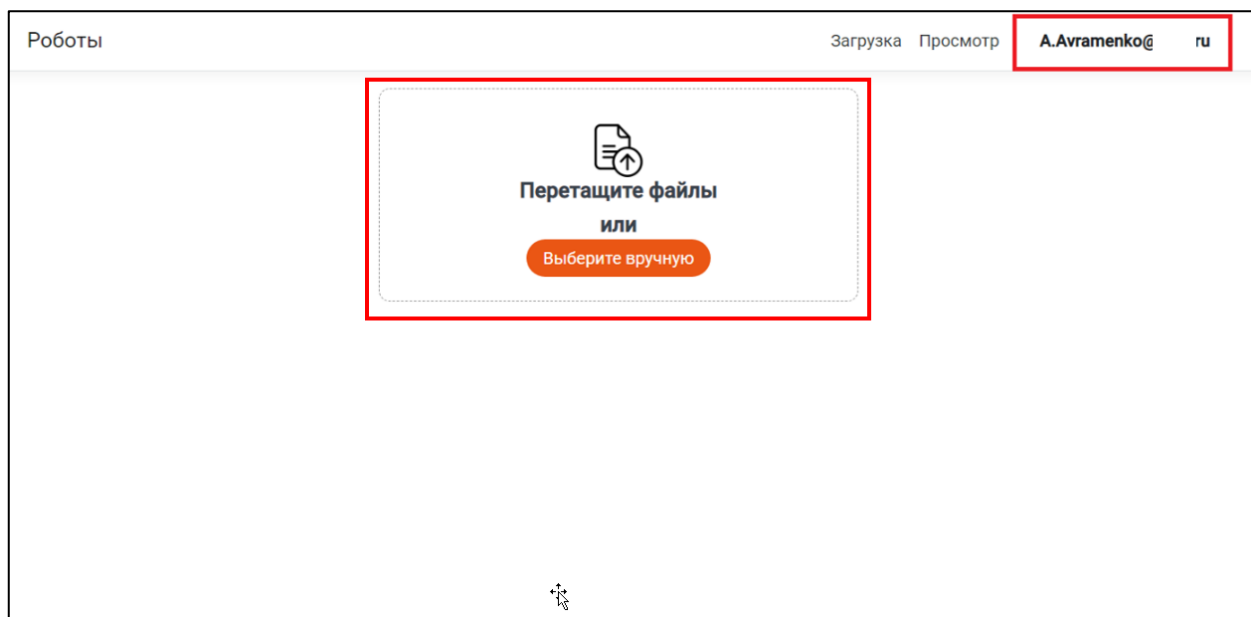 Роботы
Загрузка Просмотр A.Avramenko@ ru
Перетащите файлы
или
Выберите вручную